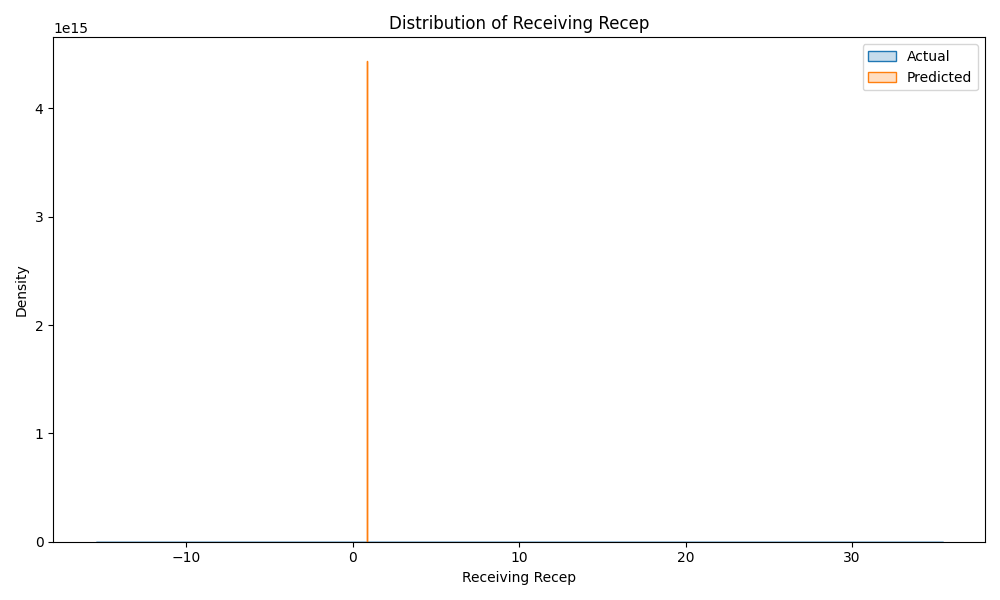 Distribution of Receiving Recep
1e15
Actual
Predicted
4
3
2
1
0
Density
−10
0
10
20
30
Receiving Recep